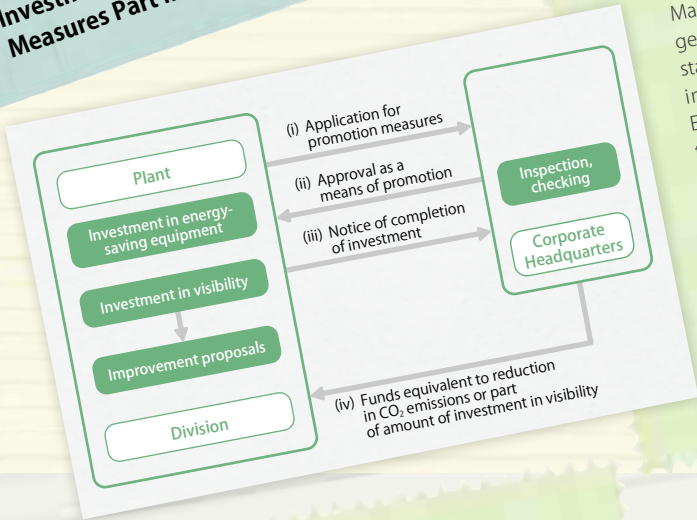 Measures Part
Plant
Investment in energy-
saving equipment
Investment in visibility
Improvement proposals
Division
(i) Application for
promotion measures
(ii) Approval as a
means of promotion
(iii) Notice of completion
of investment
Inspection,
checking
Corporate
Headquarters
(iv) Funds equivalent to reduction
in CO₂ emissions or part
of amount of investment in visibility